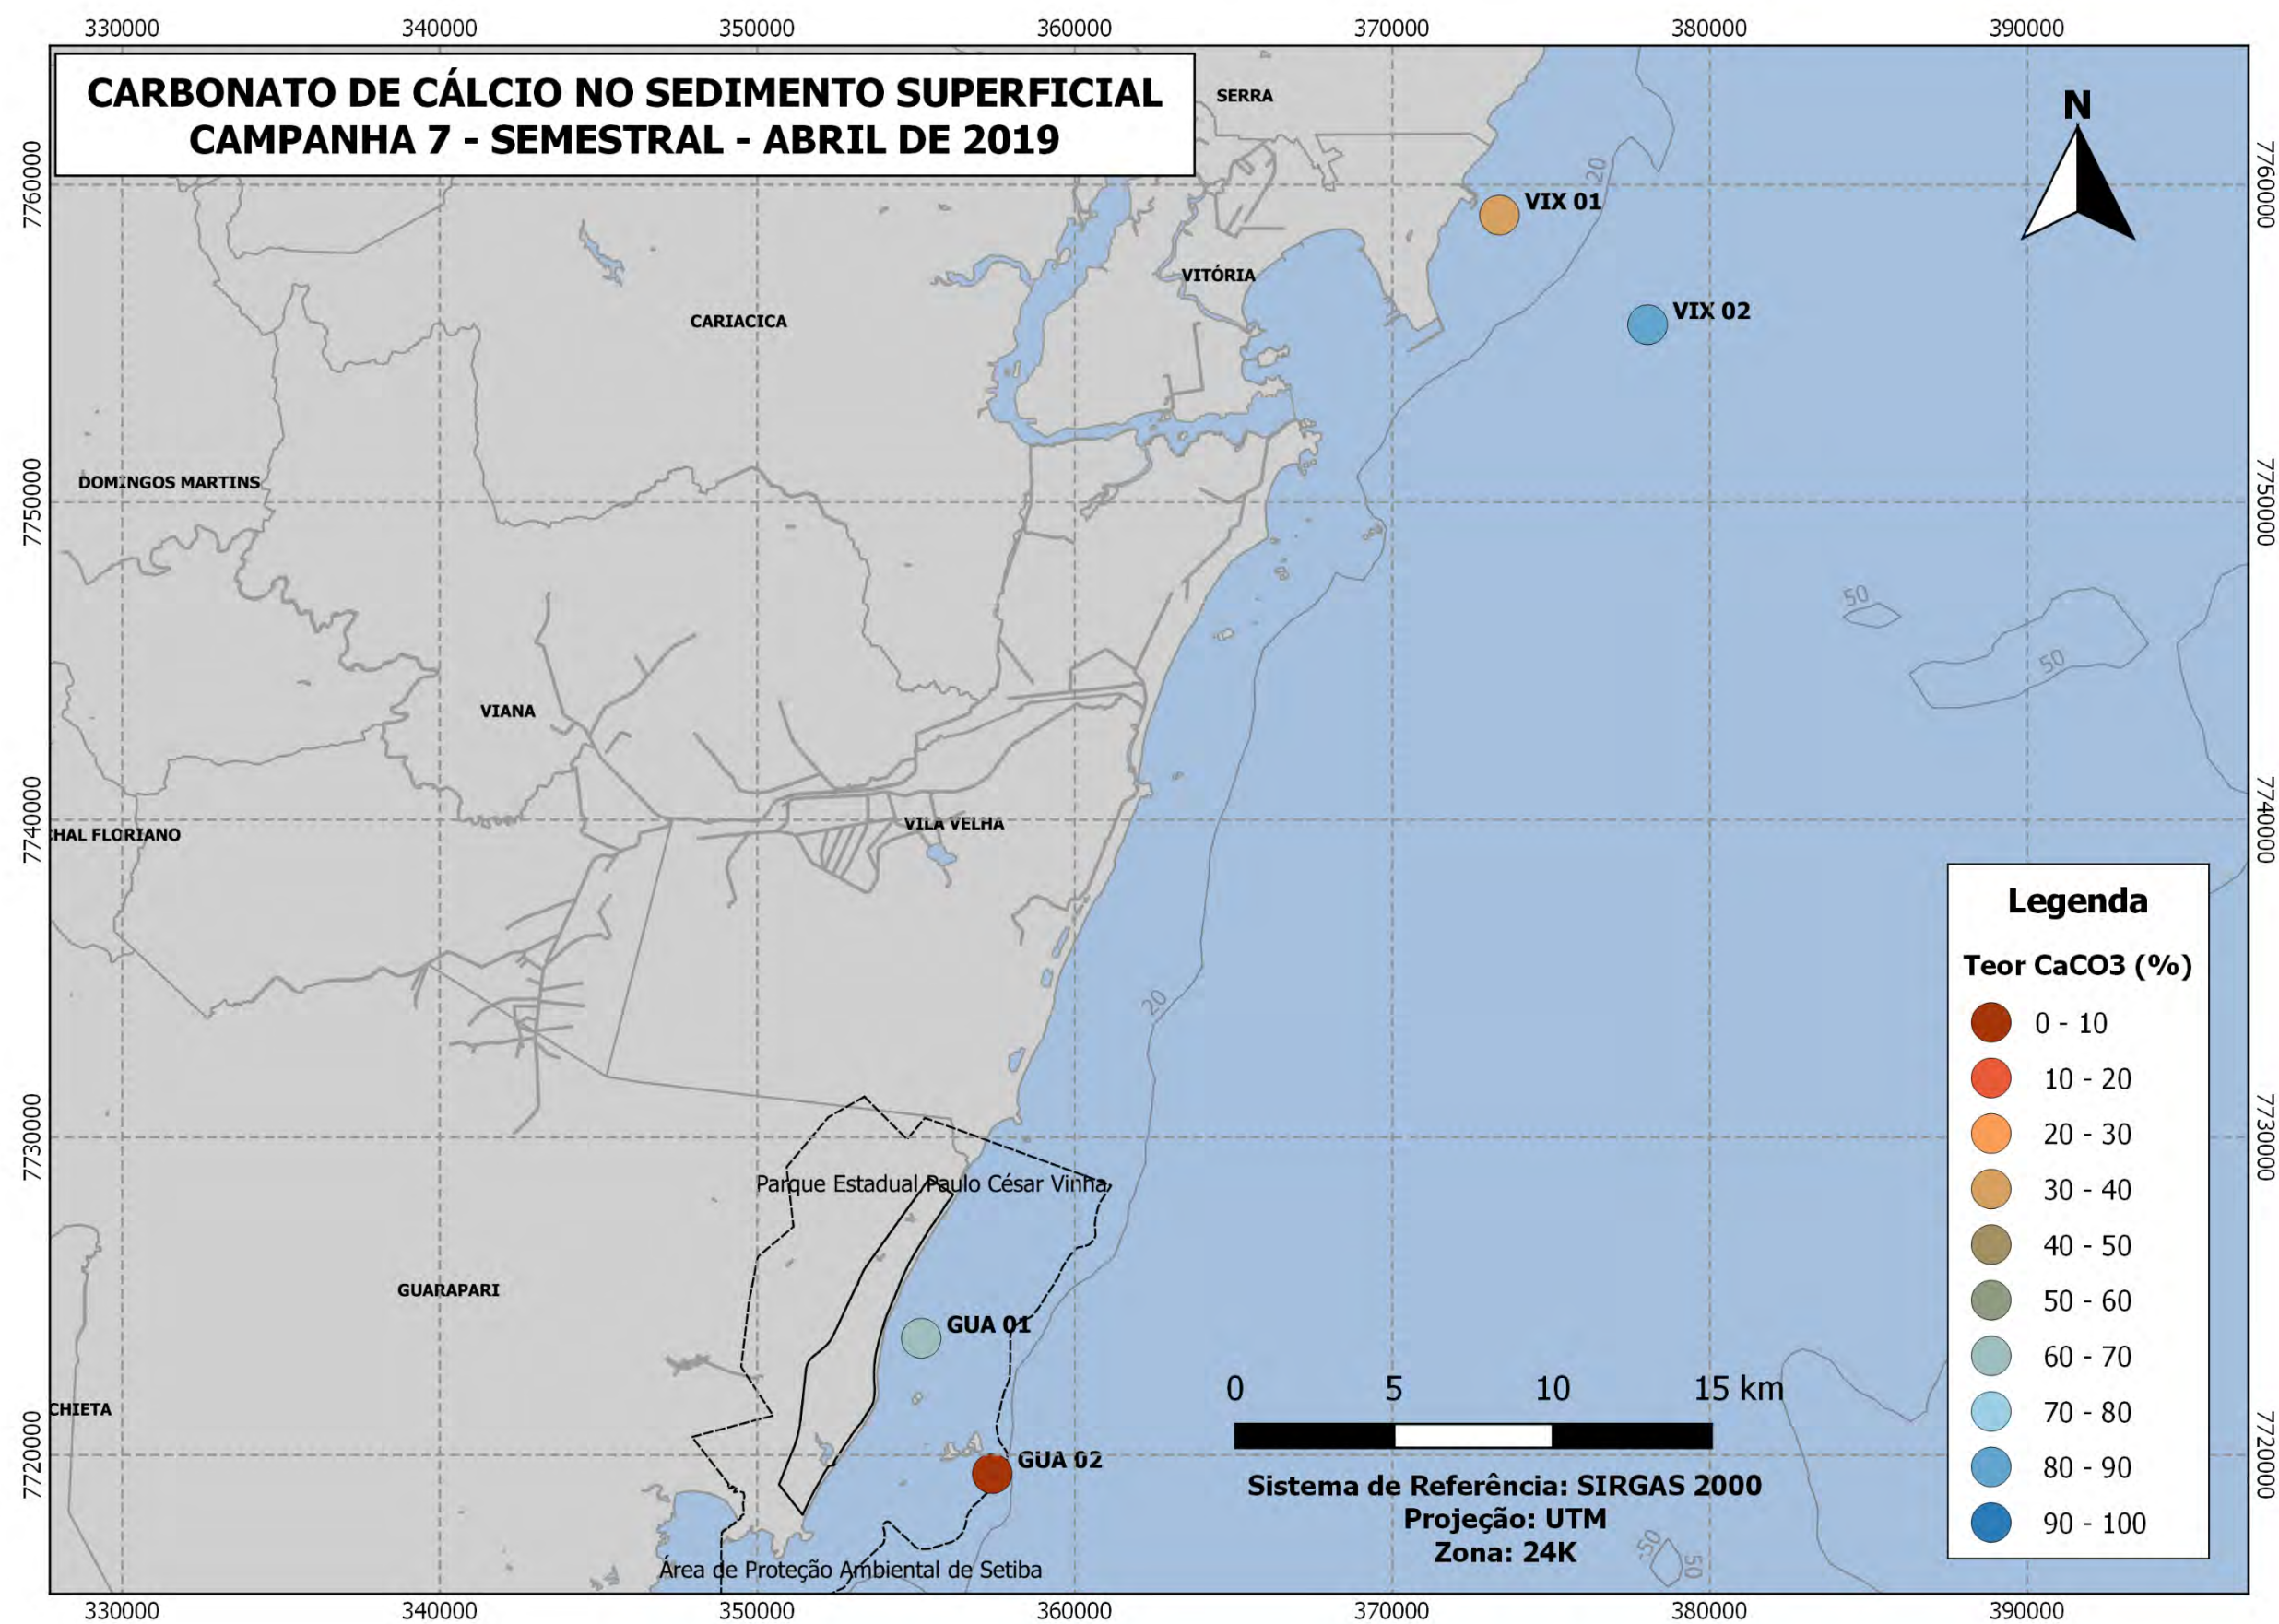 330000 340000 350000 360000 370000 380000 390000
CARBONATO DE CÁLCIO NO SEDIMENTO SUPERFICIAL
CAMPANHA 7 - SEMESTRAL - ABRIL DE 2019
SERRA
N
7760000
7760000
20
VIX 01
VITÓRIA
VIX 02
CARIACICA
DOMINGOS MARTINS
7750000
7750000
50
50
VIANA
7740000
7740000
HAL FLORIANO
VILA VELHA
20
Legenda
Teor CaCO3 (%)
0 - 10
10 - 20
20 - 30
30 - 40
40 - 50
50 - 60
60 - 70
70 - 80
80 - 90
90 - 100
7730000
7730000
Parque Estadual Paulo César Vinha
GUARAPARI
GUA 01
0 5 10 15 km
CHIETA
7720000
7720000
GUA 02
Sistema de Referência: SIRGAS 2000
Projeção: UTM
Zona: 24K
50
50
Área de Proteção Ambiental de Setiba
330000 340000 350000 360000 370000 380000 390000